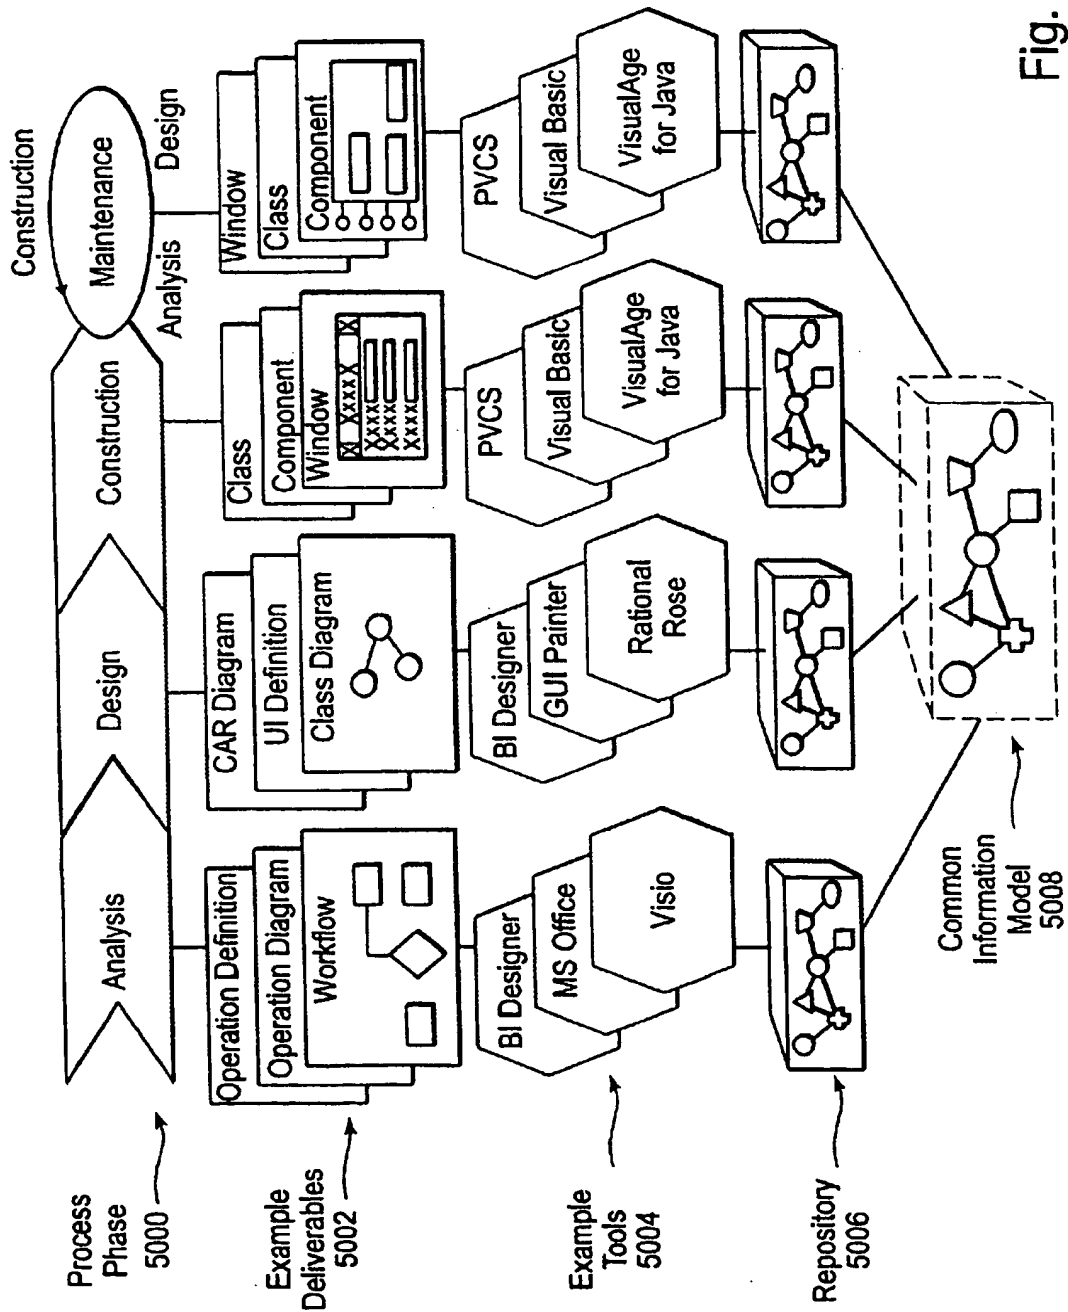 Process
Phase
5000
Analysis
Design
Construction
Maintenance
Construction
Analysis
Design
Example
Deliverables
5002
Operation Definition
Operation Diagram
Workflow
CAR Diagram
UI Definition
Class Diagram
Class
Component
Window
X Xxxx X X
Xxxx
Xxxx
Xxxx
Window
Class
Component
Example
Tools
5004
BI Designer
MS Office
Visio
BI Designer
GUI Painter
Rational
Rose
PVCS
Visual Basic
VisualAge
for Java
PVCS
Visual Basic
VisualAge
for Java
Repository
5006
Common
Information
Model
5008
Fig.